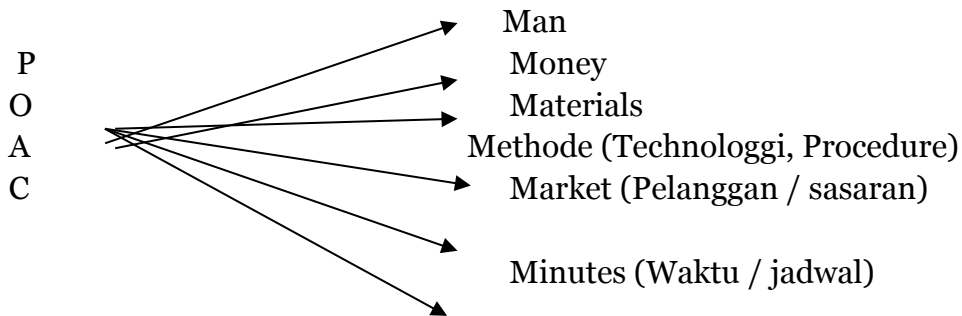 Man
P
Money
O
Materials
A
Methode (Technologgi, Procedure)
C
Market (Pelanggan / sasaran)
Minutes (Waktu / jadwal)